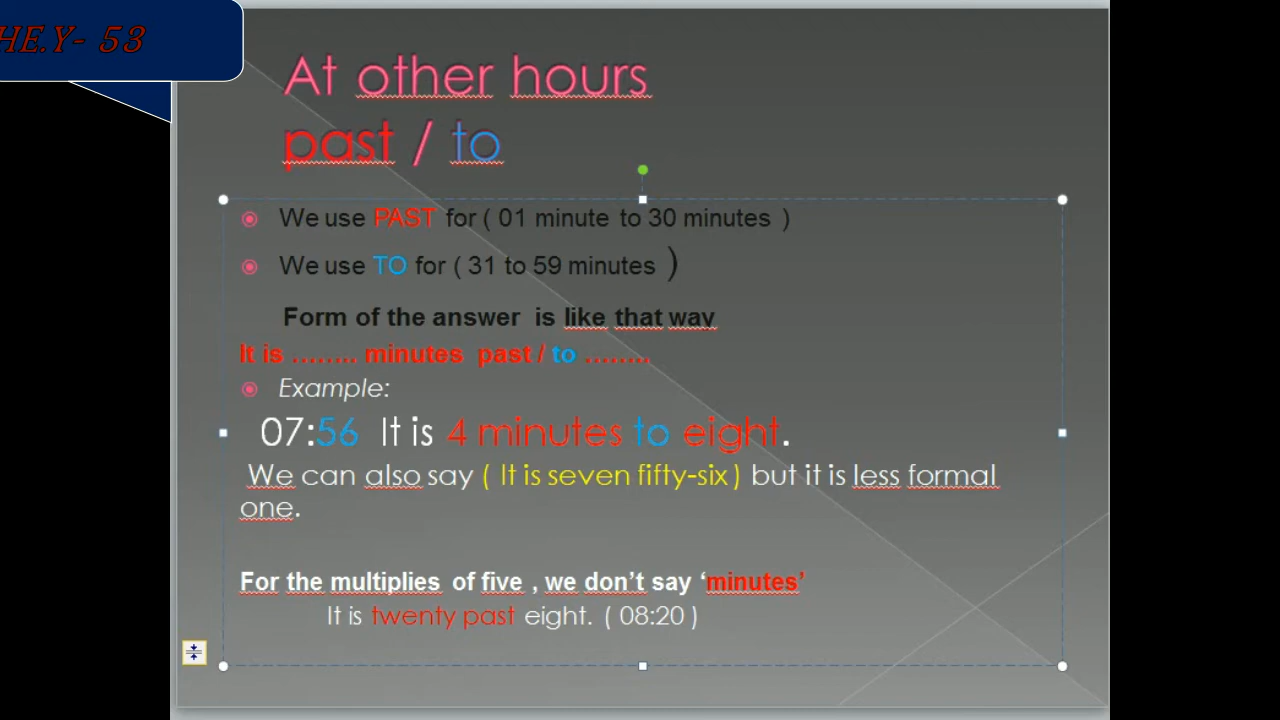 HE.Y- 53
At other hours
past / to
We use PAST for ( 01 minute to 30 minutes )
We use TO for ( 31 to 59 minutes )
Form of the answer is like that way
It is …….. minutes past / to ……..
Example:
07:56 It is 4 minutes to eight.
We can also say ( It is seven fifty-six ) but it is less formal
one.
For the multiplies of five , we don’t say ‘minutes’
It is twenty past eight. ( 08:20 )